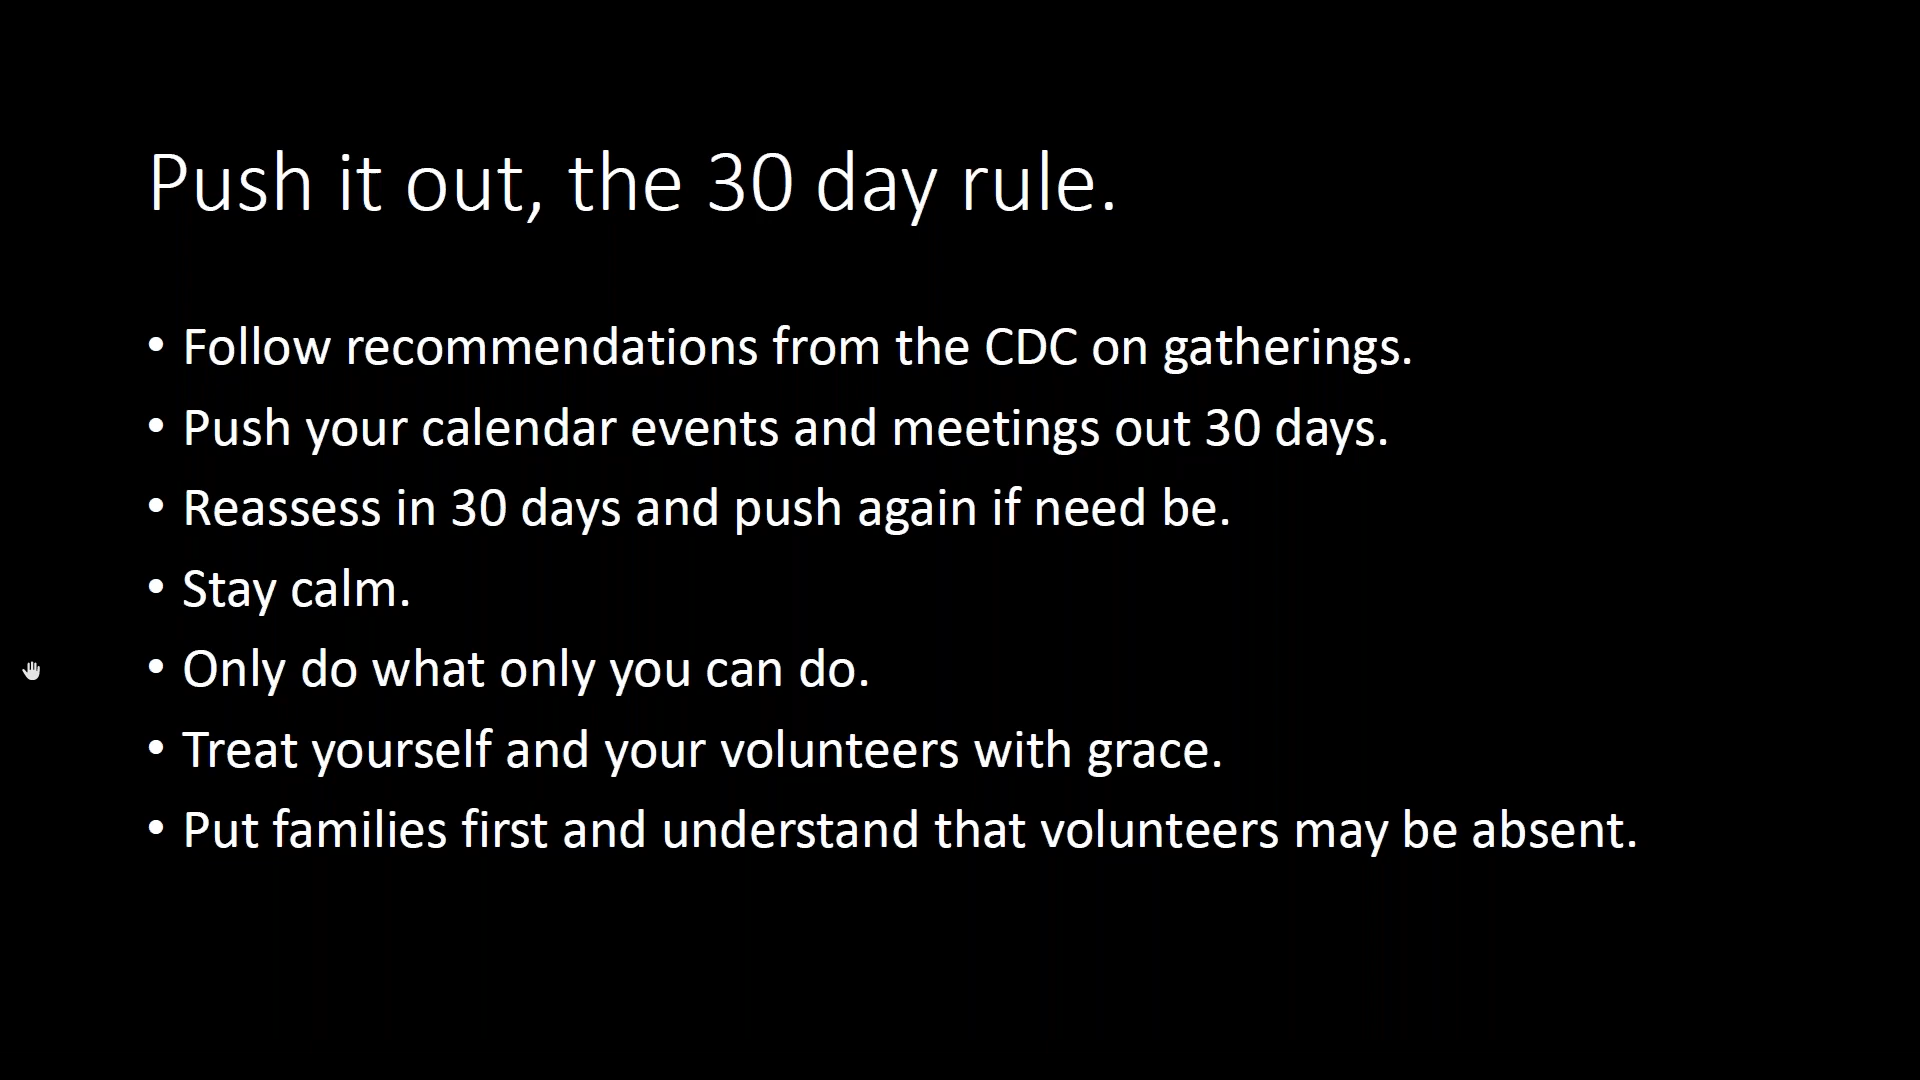 Push it out, the 30 day rule.
• Follow recommendations from the CDC on gatherings.
• Push your calendar events and meetings out 30 days.
• Reassess in 30 days and push again if need be.
• Stay calm.
• Only do what only you can do.
• Treat yourself and your volunteers with grace.
• Put families first and understand that volunteers may be absent.